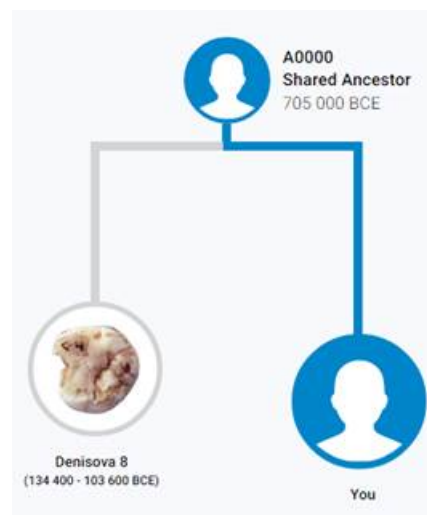 A0000
Shared Ancestor
705 000 BCE
Denisova 8
(134 400 - 103 600 BCE)
You